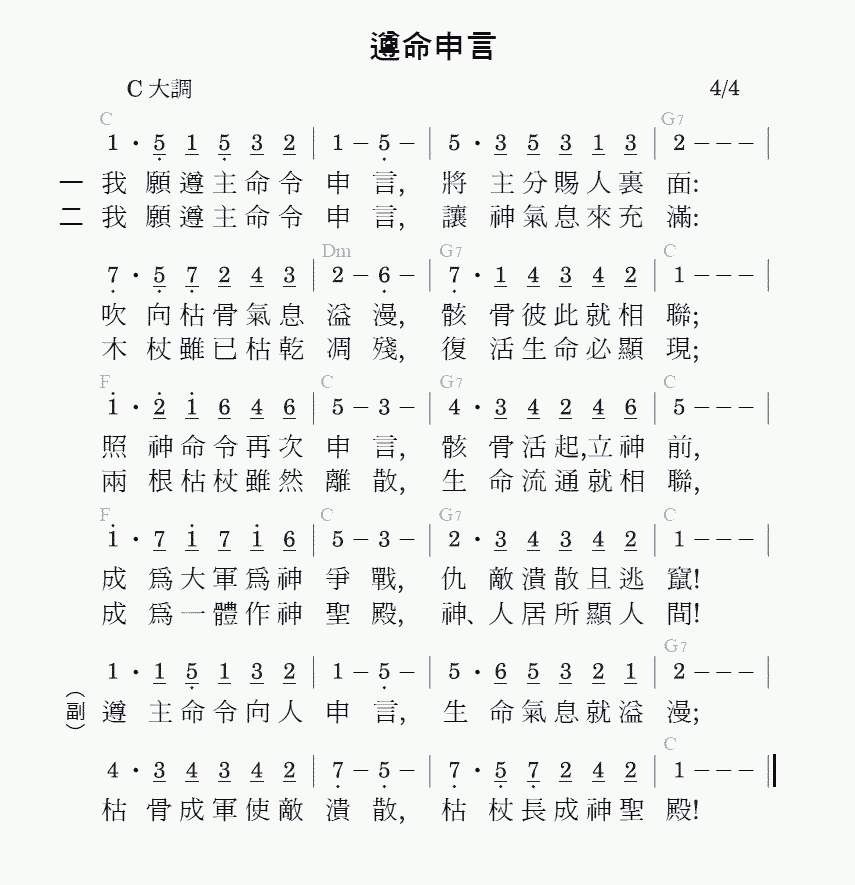 遵命申言
C 大調 4/4
C G7
1 · 5 1 5 3 2 | 1 – 5 – | 5 · 3 5 3 1 3 | 2 – – – |
一 我 願 遵 主 命 令 申 言, 將 主 分 賜 人 裏 面:
二 我 願 遵 主 命 令 申 言, 讓 神 氣 息 來 充 滿:
Dm G7 C
7 · 5 7 2 4 3 | 2 – 6 – | 7 · 1 4 3 4 2 | 1 – – – |
吹 向 枯 骨 氣 息 溢 漫, 骸 骨 彼 此 就 相 聯;
木 杖 雖 已 枯 乾 凋 殘, 復 活 生 命 必 顯 現;
F C G7 C
1 · 2 1 6 4 6 | 5 – 3 – | 4 · 3 4 2 4 6 | 5 – – – |
照 神 命 令 再 次 申 言, 骸 骨 活 起,立 神 前,
兩 根 枯 杖 雖 然 離 散, 生 命 流 通 就 相 聯,
F C G7 C
1 · 7 1 7 1 6 | 5 – 3 – | 2 · 3 4 3 4 2 | 1 – – – |
成 爲 大 軍 爲 神 爭 戰, 仇 敵 潰 散 且 逃 竄!
成 爲 一 體 作 神 聖 殿, 神、人 居 所 顯 人 間!
G7
1 · 1 5 1 3 2 | 1 – 5 – | 5 · 6 5 3 2 1 | 2 – – – |
(副) 遵 主 命 令 向 人 申 言, 生 命 氣 息 就 溢 漫;
C
4 · 3 4 3 4 2 | 7 – 5 – | 7 · 5 7 2 4 2 | 1 – – – ‖
枯 骨 成 軍 使 敵 潰 散, 枯 杖 長 成 神 聖 殿!